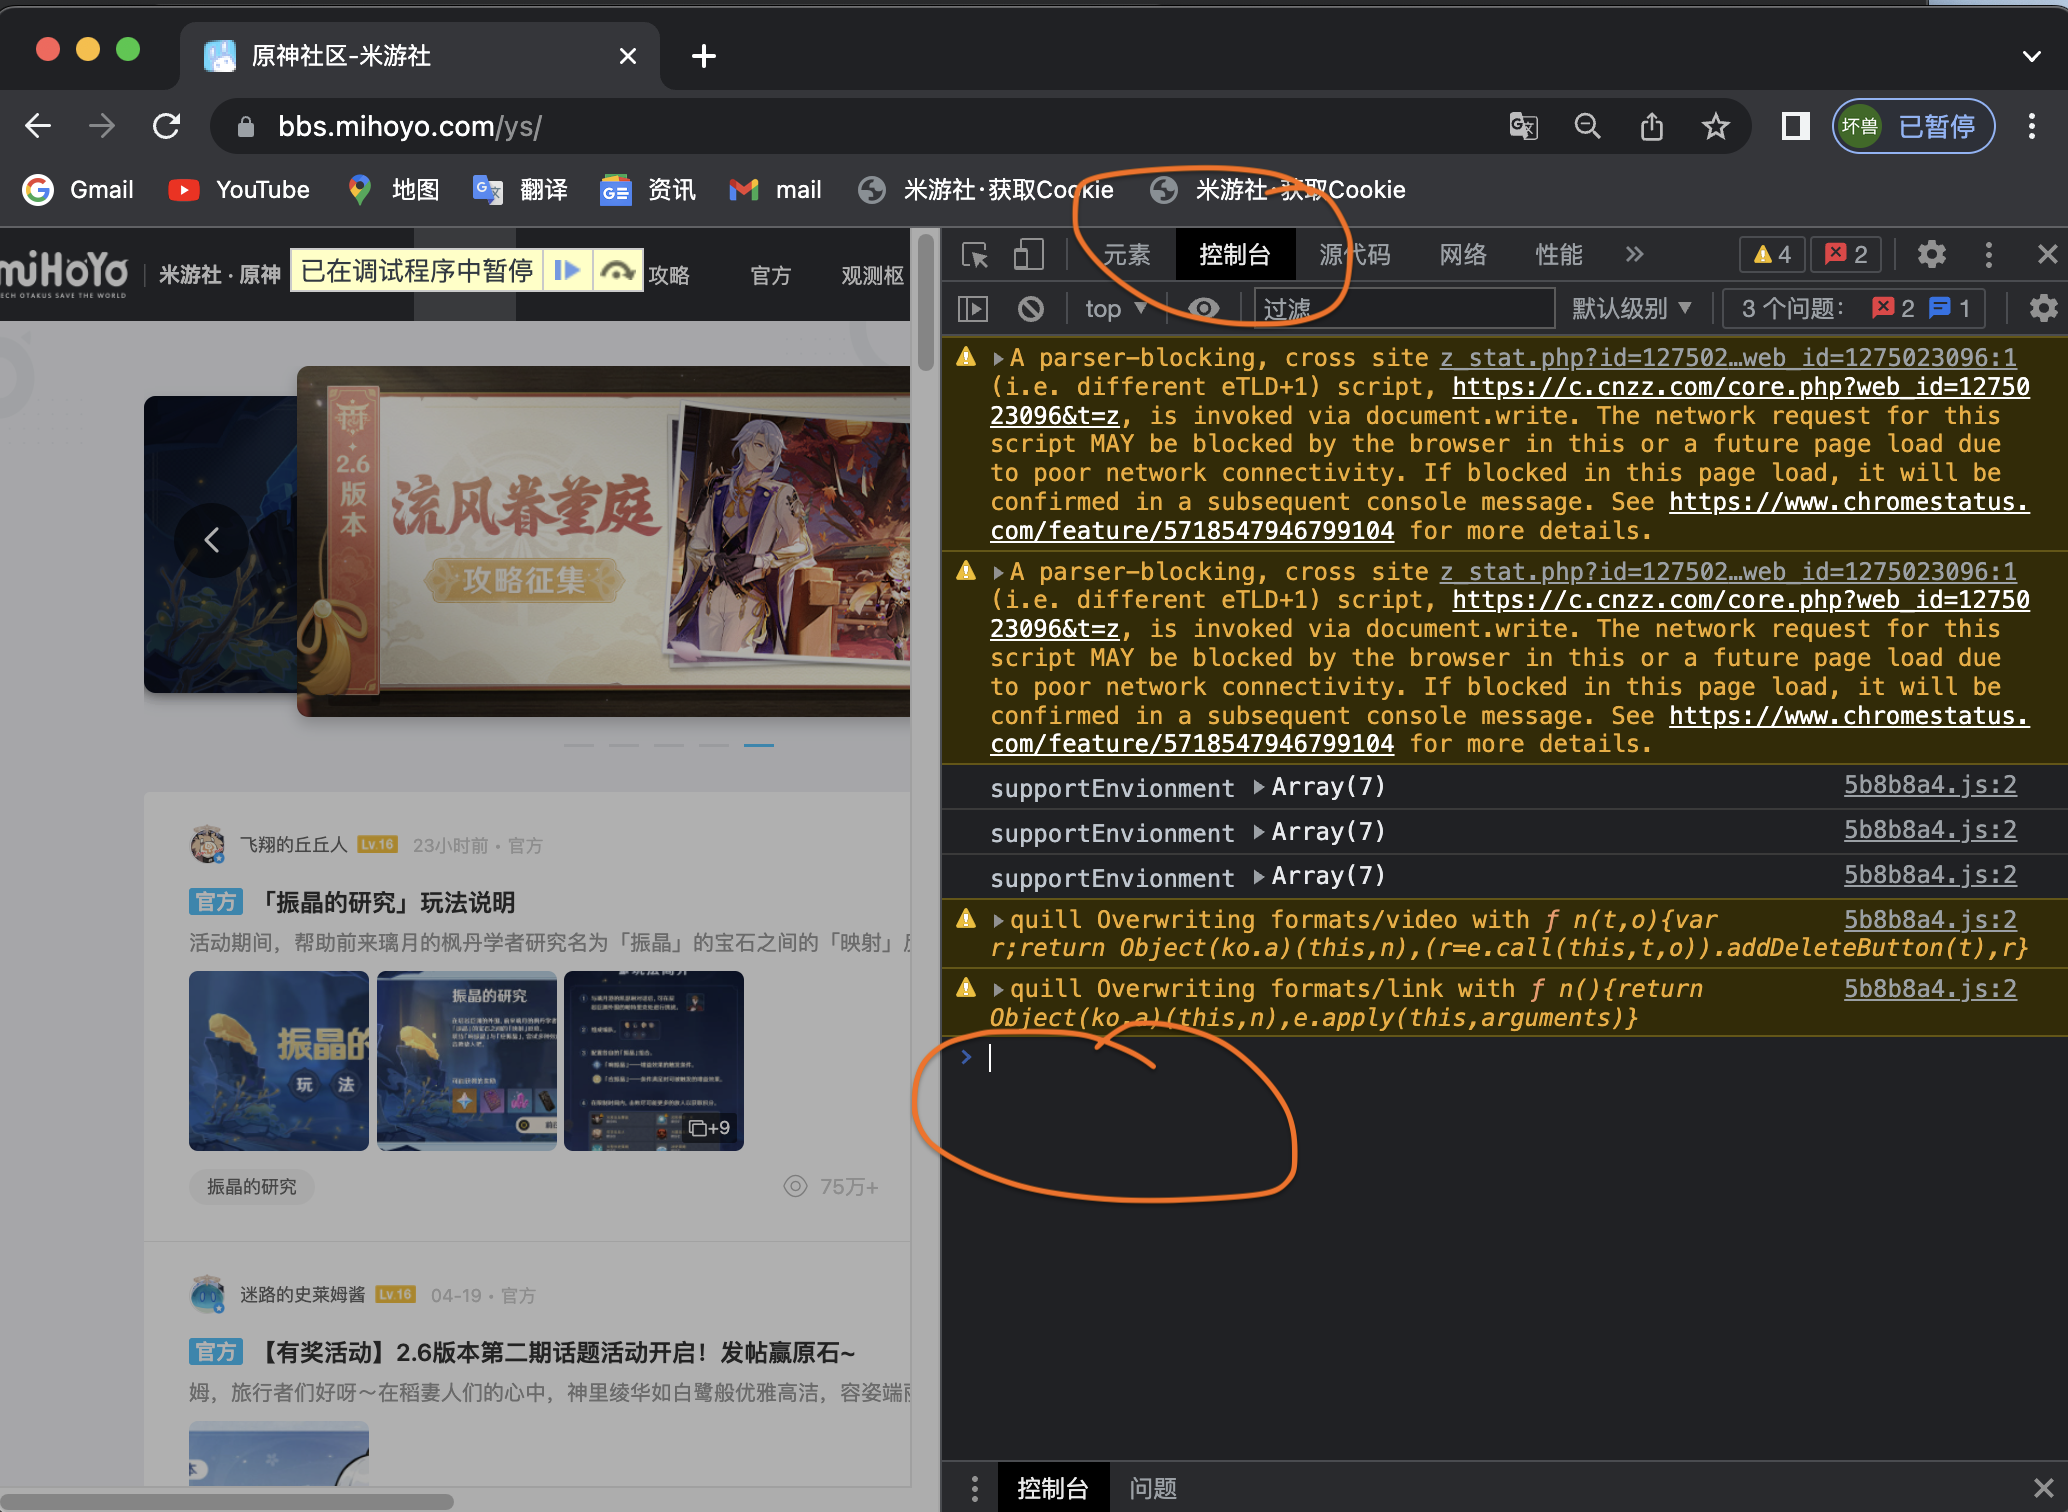 原神社区-米游社
bbs.mihoyo.com/ys/
坏兽 已暂停
Gmail YouTube 地图 翻译 资讯 mail 米游社·获取Cookie 米游社·获取Cookie
miHoYo
TECH OTAKUS SAVE THE WORLD
米游社·原神 已在调试程序中暂停 攻略 官方 观测枢
元素 控制台 源代码 网络 性能 » 4 2
top 过滤 默认级别 3 个问题: 2 1
2.6版本
流风眷堇庭
攻略征集
飞翔的丘丘人 Lv.16 23小时前·官方
官方 「振晶的研究」玩法说明
活动期间，帮助前来璃月的枫丹学者研究名为「振晶」的宝石之间的「映射」
振晶的
玩法
振晶的研究
+9
振晶的研究 75万+
迷路的史莱姆酱 Lv.16 04-19·官方
官方 【有奖活动】2.6版本第二期话题活动开启！发帖赢原石~
姆，旅行者们好呀～在稻妻人们的心中，神里绫华如白鹭般优雅高洁，容姿端
A parser-blocking, cross site z_stat.php?id=127502…web_id=1275023096:1
(i.e. different eTLD+1) script, https://c.cnzz.com/core.php?web_id=12750
23096&t=z, is invoked via document.write. The network request for this
script MAY be blocked by the browser in this or a future page load due
to poor network connectivity. If blocked in this page load, it will be
confirmed in a subsequent console message. See https://www.chromestatus.
com/feature/5718547946799104 for more details.
A parser-blocking, cross site z_stat.php?id=127502…web_id=1275023096:1
(i.e. different eTLD+1) script, https://c.cnzz.com/core.php?web_id=12750
23096&t=z, is invoked via document.write. The network request for this
script MAY be blocked by the browser in this or a future page load due
to poor network connectivity. If blocked in this page load, it will be
confirmed in a subsequent console message. See https://www.chromestatus.
com/feature/5718547946799104 for more details.
supportEnvionment Array(7) 5b8b8a4.js:2
supportEnvionment Array(7) 5b8b8a4.js:2
supportEnvionment Array(7) 5b8b8a4.js:2
quill Overwriting formats/video with ƒ n(t,o){var 5b8b8a4.js:2
r;return Object(ko.a)(this,n),(r=e.call(this,t,o)).addDeleteButton(t),r}
quill Overwriting formats/link with ƒ n(){return 5b8b8a4.js:2
Object(ko.a)(this,n),e.apply(this,arguments)}
控制台 问题